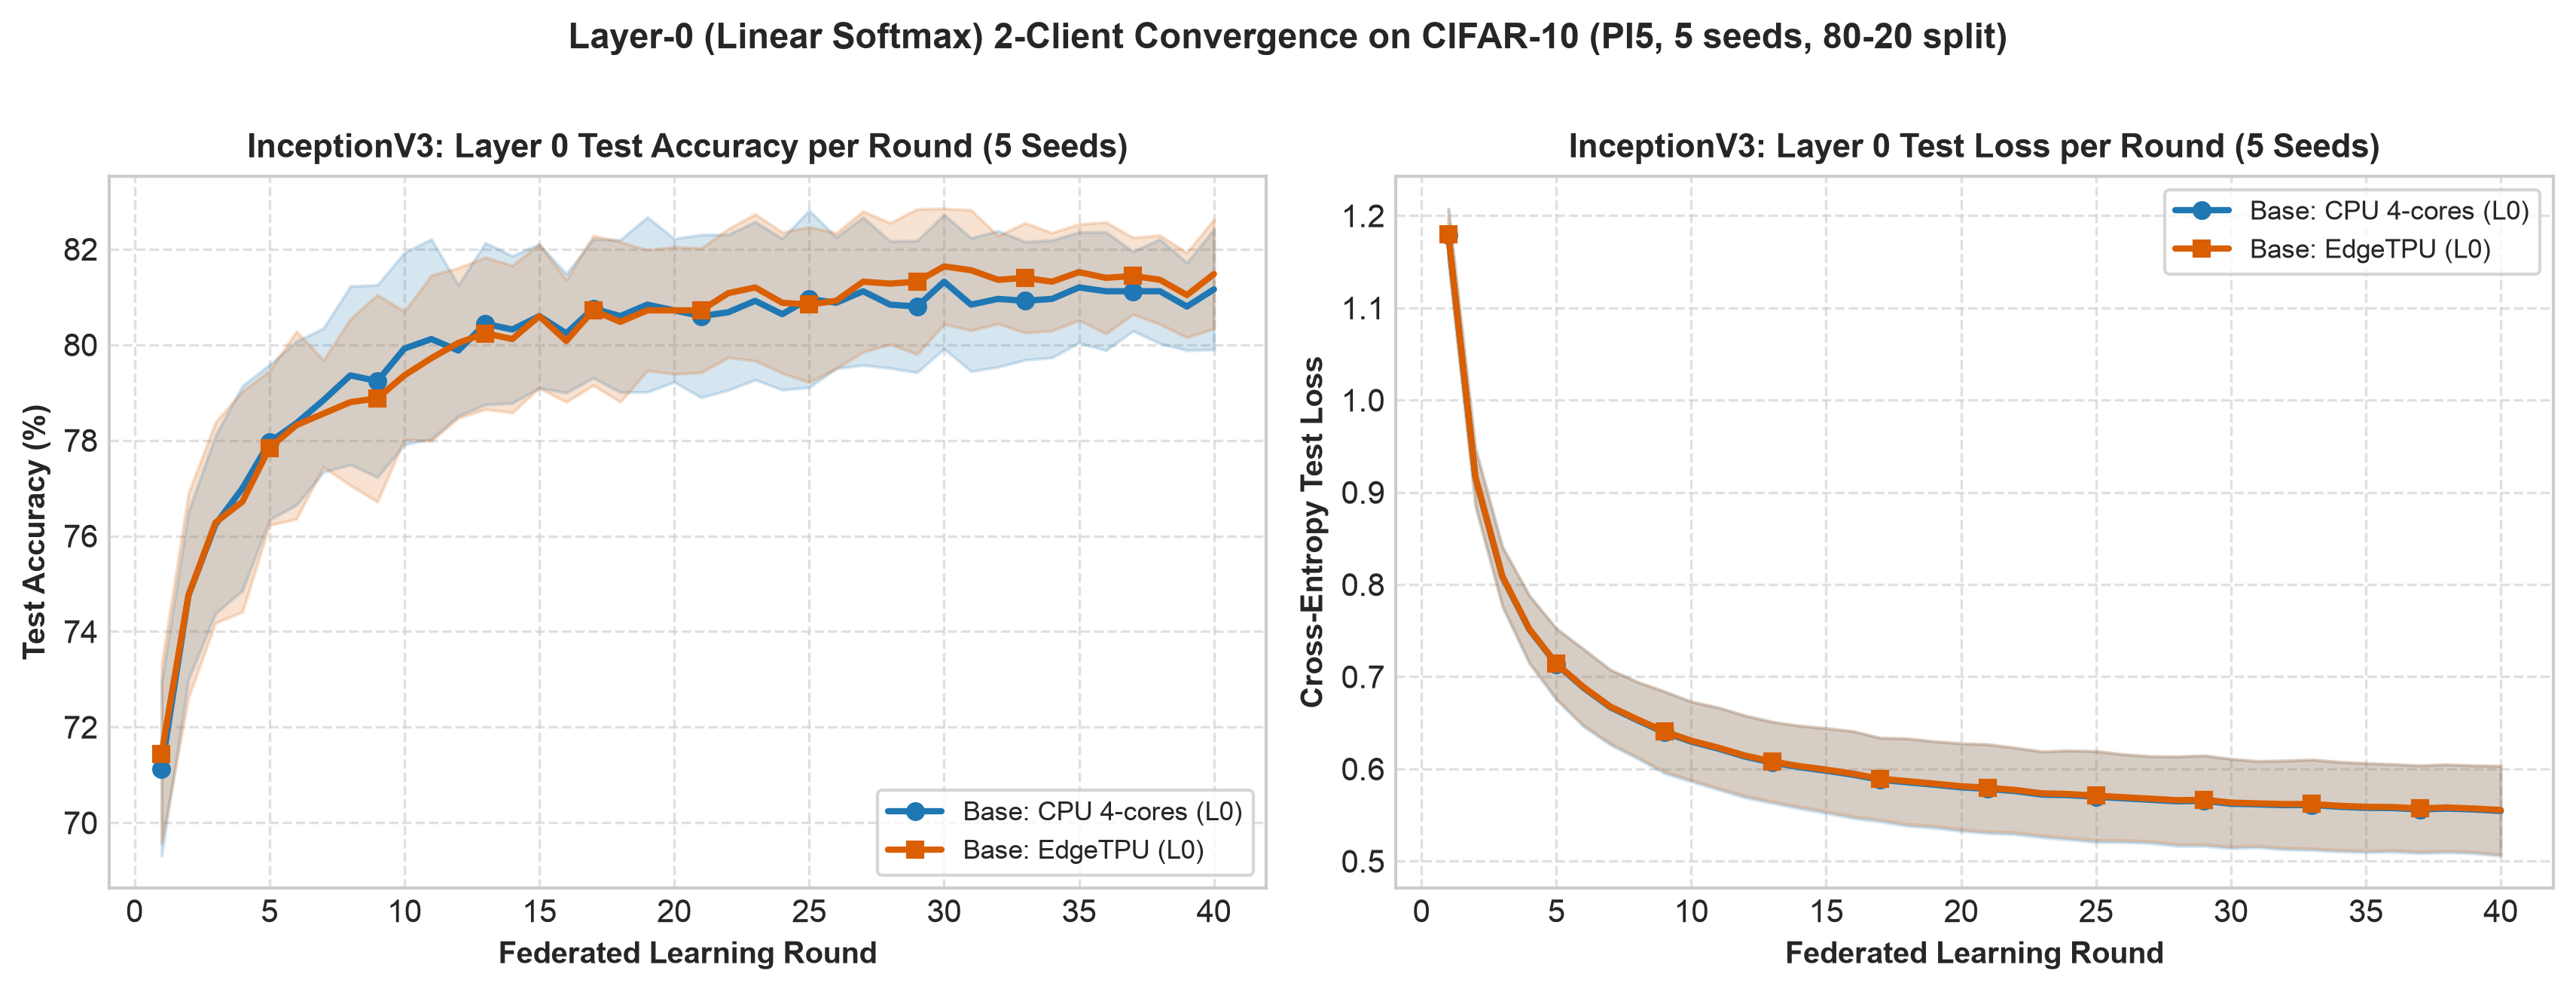 Layer-0 (Linear Softmax) 2-Client Convergence on CIFAR-10 (PI5, 5 seeds, 80-20 split)
InceptionV3: Layer 0 Test Accuracy per Round (5 Seeds)
Test Accuracy (%)
82
80
78
76
74
72
70
0 5 10 15 20 25 30 35 40
Federated Learning Round
Base: CPU 4-cores (L0)
Base: EdgeTPU (L0)
InceptionV3: Layer 0 Test Loss per Round (5 Seeds)
Cross-Entropy Test Loss
1.2
1.1
1.0
0.9
0.8
0.7
0.6
0.5
0 5 10 15 20 25 30 35 40
Federated Learning Round
Base: CPU 4-cores (L0)
Base: EdgeTPU (L0)